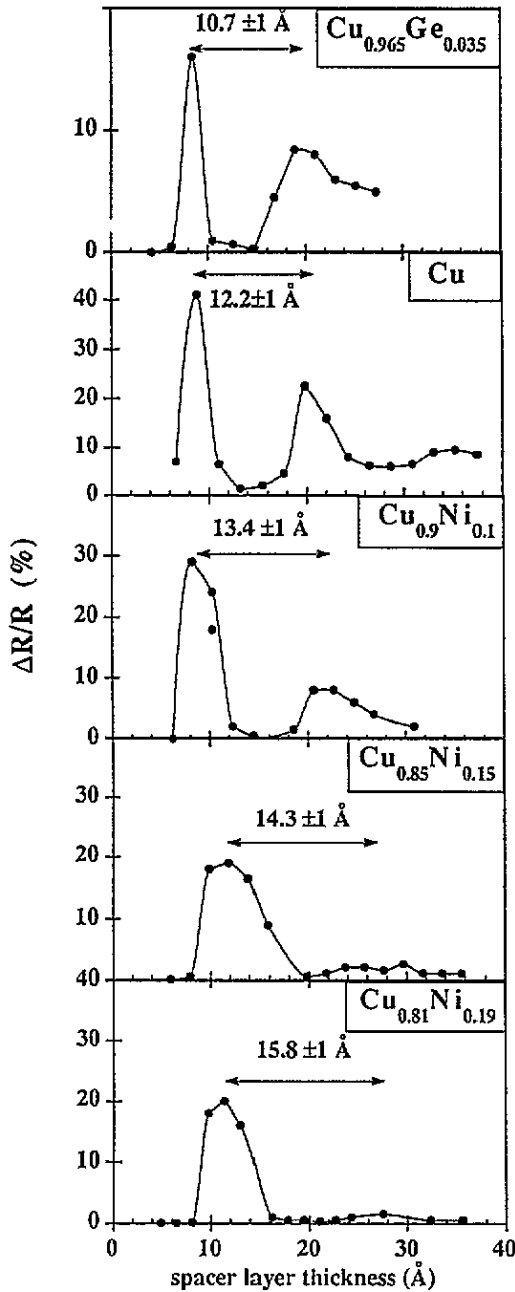 10.7 ±1 Å
Cu0.965Ge0.035
10
0
Cu
12.2±1 Å
40
30
20
10
0
Cu0.9Ni0.1
13.4 ±1 Å
30
20
10
0
ΔR/R (%)
Cu0.85Ni0.15
14.3 ±1 Å
30
20
10
40
Cu0.81Ni0.19
15.8 ±1 Å
30
20
10
0
0 10 20 30 40
spacer layer thickness (Å)